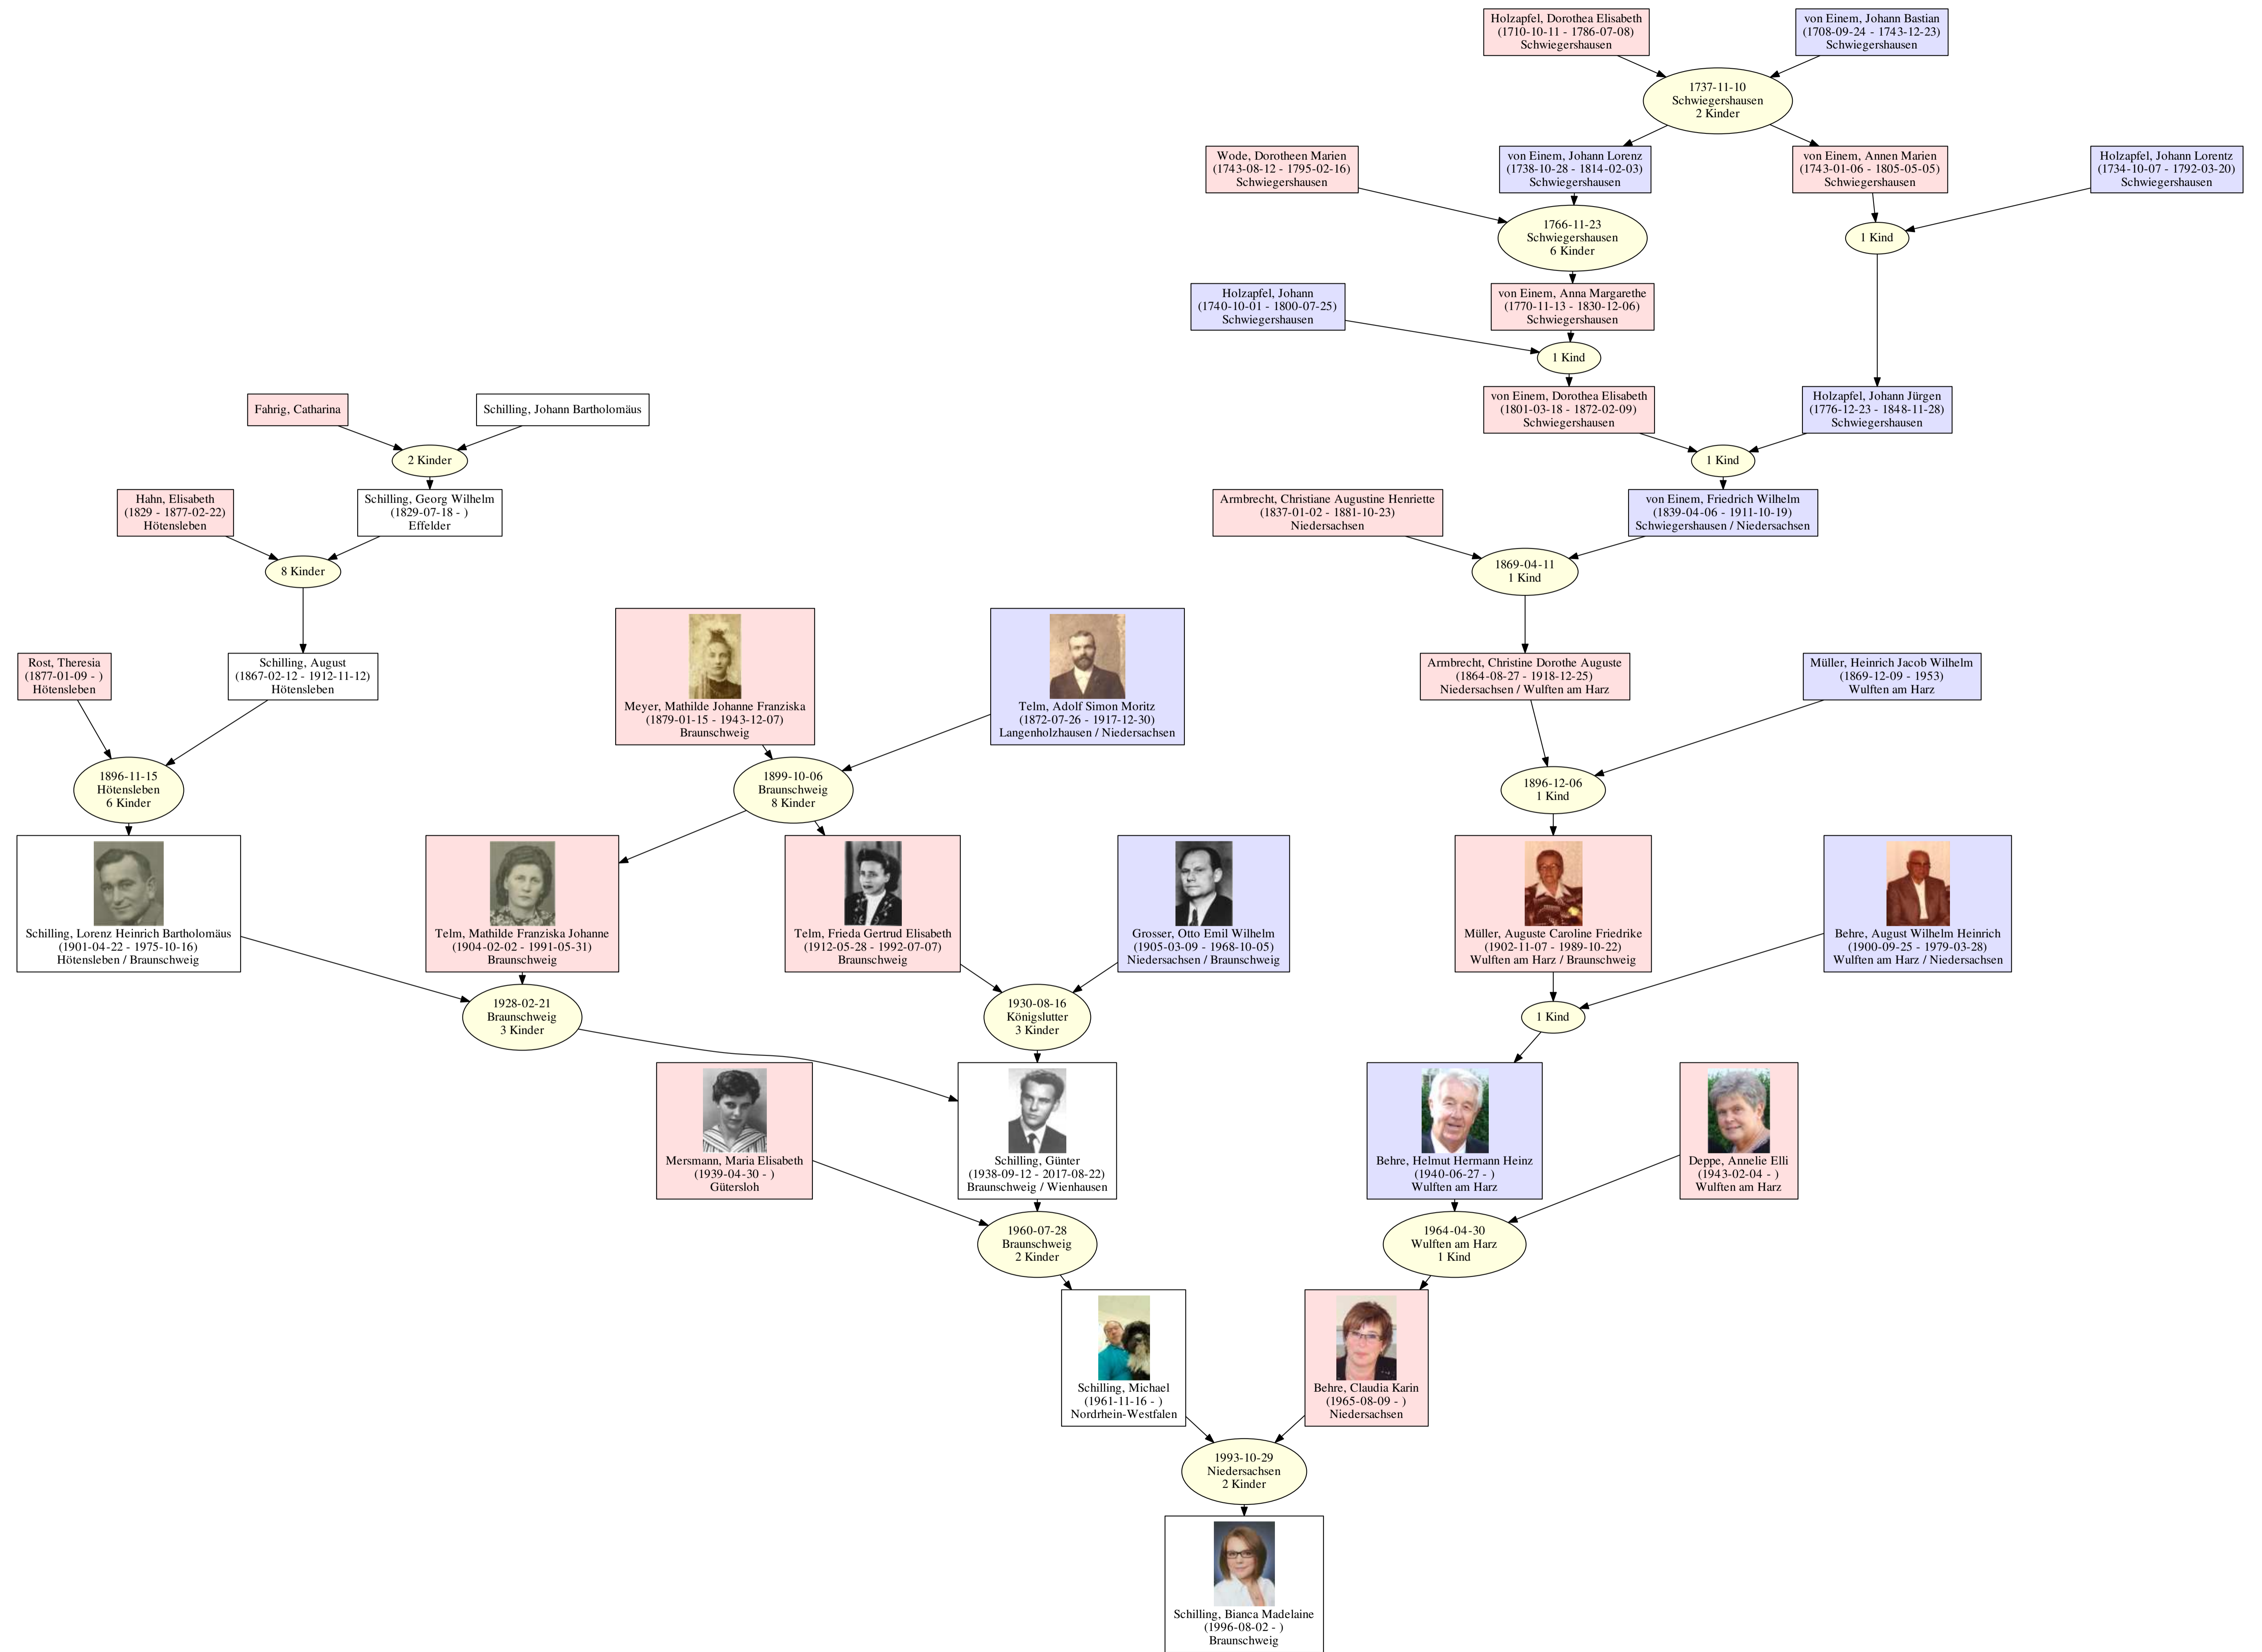 Holzapfel, Dorothea Elisabeth
(1710-10-11 - 1786-07-08)
Schwiegershausen
von Einem, Johann Bastian
(1708-09-24 - 1743-12-23)
Schwiegershausen
1737-11-10
Schwiegershausen
2 Kinder
Wode, Dorotheen Marien
(1743-08-12 - 1795-02-16)
Schwiegershausen
von Einem, Johann Lorenz
(1738-10-28 - 1814-02-03)
Schwiegershausen
von Einem, Annen Marien
(1743-01-06 - 1805-05-05)
Schwiegershausen
Holzapfel, Johann Lorentz
(1734-10-07 - 1792-03-20)
Schwiegershausen
1766-11-23
Schwiegershausen
6 Kinder
1 Kind
Holzapfel, Johann
(1740-10-01 - 1800-07-25)
Schwiegershausen
von Einem, Anna Margarethe
(1770-11-13 - 1830-12-06)
Schwiegershausen
1 Kind
Fahrig, Catharina
Schilling, Johann Bartholomäus
von Einem, Dorothea Elisabeth
(1801-03-18 - 1872-02-09)
Schwiegershausen
Holzapfel, Johann Jürgen
(1776-12-23 - 1848-11-28)
Schwiegershausen
2 Kinder
1 Kind
Hahn, Elisabeth
(1829 - 1877-02-22)
Hötensleben
Schilling, Georg Wilhelm
(1829-07-18 - )
Effelder
Armbrecht, Christiane Augustine Henriette
(1837-01-02 - 1881-10-23)
Niedersachsen
von Einem, Friedrich Wilhelm
(1839-04-06 - 1911-10-19)
Schwiegershausen / Niedersachsen
8 Kinder
1869-04-11
1 Kind
Rost, Theresia
(1877-01-09 - )
Hötensleben
Schilling, August
(1867-02-12 - 1912-11-12)
Hötensleben
Meyer, Mathilde Johanne Franziska
(1879-01-15 - 1943-12-07)
Braunschweig
Telm, Adolf Simon Moritz
(1872-07-26 - 1917-12-30)
Langenholzhausen / Niedersachsen
Armbrecht, Christine Dorothe Auguste
(1864-08-27 - 1918-12-25)
Niedersachsen / Wulften am Harz
Müller, Heinrich Jacob Wilhelm
(1869-12-09 - 1953)
Wulften am Harz
1896-11-15
Hötensleben
6 Kinder
1899-10-06
Braunschweig
8 Kinder
1896-12-06
1 Kind
Schilling, Lorenz Heinrich Bartholomäus
(1901-04-22 - 1975-10-16)
Hötensleben / Braunschweig
Telm, Mathilde Franziska Johanne
(1904-02-02 - 1991-05-31)
Braunschweig
Telm, Frieda Gertrud Elisabeth
(1912-05-28 - 1992-07-07)
Braunschweig
Grosser, Otto Emil Wilhelm
(1905-03-09 - 1968-10-05)
Niedersachsen / Braunschweig
Müller, Auguste Caroline Friedrike
(1902-11-07 - 1989-10-22)
Wulften am Harz / Braunschweig
Behre, August Wilhelm Heinrich
(1900-09-25 - 1979-03-28)
Wulften am Harz / Niedersachsen
1928-02-21
Braunschweig
3 Kinder
1930-08-16
Königslutter
3 Kinder
1 Kind
Mersmann, Maria Elisabeth
(1939-04-30 - )
Gütersloh
Schilling, Günter
(1938-09-12 - 2017-08-22)
Braunschweig / Wienhausen
Behre, Helmut Hermann Heinz
(1940-06-27 - )
Wulften am Harz
Deppe, Annelie Elli
(1943-02-04 - )
Wulften am Harz
1960-07-28
Braunschweig
2 Kinder
1964-04-30
Wulften am Harz
1 Kind
Schilling, Michael
(1961-11-16 - )
Nordrhein-Westfalen
Behre, Claudia Karin
(1965-08-09 - )
Niedersachsen
1993-10-29
Niedersachsen
2 Kinder
Schilling, Bianca Madelaine
(1996-08-02 - )
Braunschweig